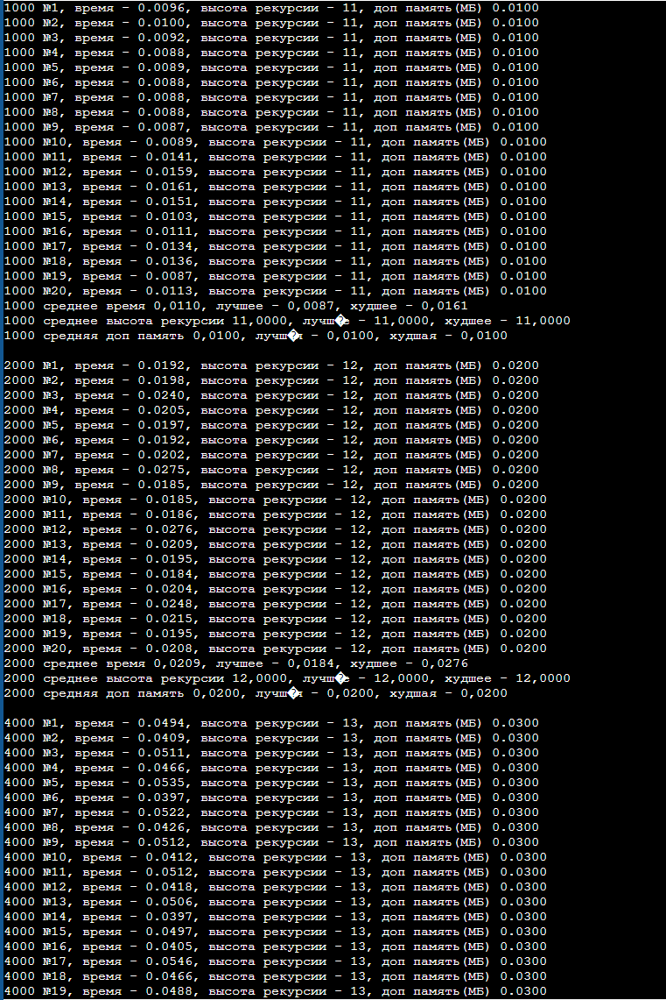 1000 №1, время - 0.0096, высота рекурсии - 11, доп память(МБ) 0.0100
1000 №2, время - 0.0100, высота рекурсии - 11, доп память(МБ) 0.0100
1000 №3, время - 0.0092, высота рекурсии - 11, доп память(МБ) 0.0100
1000 №4, время - 0.0088, высота рекурсии - 11, доп память(МБ) 0.0100
1000 №5, время - 0.0089, высота рекурсии - 11, доп память(МБ) 0.0100
1000 №6, время - 0.0088, высота рекурсии - 11, доп память(МБ) 0.0100
1000 №7, время - 0.0088, высота рекурсии - 11, доп память(МБ) 0.0100
1000 №8, время - 0.0088, высота рекурсии - 11, доп память(МБ) 0.0100
1000 №9, время - 0.0087, высота рекурсии - 11, доп память(МБ) 0.0100
1000 №10, время - 0.0089, высота рекурсии - 11, доп память(МБ) 0.0100
1000 №11, время - 0.0141, высота рекурсии - 11, доп память(МБ) 0.0100
1000 №12, время - 0.0159, высота рекурсии - 11, доп память(МБ) 0.0100
1000 №13, время - 0.0161, высота рекурсии - 11, доп память(МБ) 0.0100
1000 №14, время - 0.0151, высота рекурсии - 11, доп память(МБ) 0.0100
1000 №15, время - 0.0103, высота рекурсии - 11, доп память(МБ) 0.0100
1000 №16, время - 0.0111, высота рекурсии - 11, доп память(МБ) 0.0100
1000 №17, время - 0.0134, высота рекурсии - 11, доп память(МБ) 0.0100
1000 №18, время - 0.0136, высота рекурсии - 11, доп память(МБ) 0.0100
1000 №19, время - 0.0087, высота рекурсии - 11, доп память(МБ) 0.0100
1000 №20, время - 0.0113, высота рекурсии - 11, доп память(МБ) 0.0100
1000 среднее время 0,0110, лучшее - 0,0087, худшее - 0,0161
1000 среднее высота рекурсии 11,0000, лучш�е - 11,0000, худшее - 11,0000
1000 средняя доп память 0,0100, лучш�я - 0,0100, худшая - 0,0100
2000 №1, время - 0.0192, высота рекурсии - 12, доп память(МБ) 0.0200
2000 №2, время - 0.0198, высота рекурсии - 12, доп память(МБ) 0.0200
2000 №3, время - 0.0240, высота рекурсии - 12, доп память(МБ) 0.0200
2000 №4, время - 0.0205, высота рекурсии - 12, доп память(МБ) 0.0200
2000 №5, время - 0.0197, высота рекурсии - 12, доп память(МБ) 0.0200
2000 №6, время - 0.0192, высота рекурсии - 12, доп память(МБ) 0.0200
2000 №7, время - 0.0202, высота рекурсии - 12, доп память(МБ) 0.0200
2000 №8, время - 0.0275, высота рекурсии - 12, доп память(МБ) 0.0200
2000 №9, время - 0.0185, высота рекурсии - 12, доп память(МБ) 0.0200
2000 №10, время - 0.0185, высота рекурсии - 12, доп память(МБ) 0.0200
2000 №11, время - 0.0186, высота рекурсии - 12, доп память(МБ) 0.0200
2000 №12, время - 0.0276, высота рекурсии - 12, доп память(МБ) 0.0200
2000 №13, время - 0.0209, высота рекурсии - 12, доп память(МБ) 0.0200
2000 №14, время - 0.0195, высота рекурсии - 12, доп память(МБ) 0.0200
2000 №15, время - 0.0184, высота рекурсии - 12, доп память(МБ) 0.0200
2000 №16, время - 0.0204, высота рекурсии - 12, доп память(МБ) 0.0200
2000 №17, время - 0.0248, высота рекурсии - 12, доп память(МБ) 0.0200
2000 №18, время - 0.0215, высота рекурсии - 12, доп память(МБ) 0.0200
2000 №19, время - 0.0195, высота рекурсии - 12, доп память(МБ) 0.0200
2000 №20, время - 0.0208, высота рекурсии - 12, доп память(МБ) 0.0200
2000 среднее время 0,0209, лучшее - 0,0184, худшее - 0,0276
2000 среднее высота рекурсии 12,0000, лучш�е - 12,0000, худшее - 12,0000
2000 средняя доп память 0,0200, лучш�я - 0,0200, худшая - 0,0200
4000 №1, время - 0.0494, высота рекурсии - 13, доп память(МБ) 0.0300
4000 №2, время - 0.0409, высота рекурсии - 13, доп память(МБ) 0.0300
4000 №3, время - 0.0511, высота рекурсии - 13, доп память(МБ) 0.0300
4000 №4, время - 0.0466, высота рекурсии - 13, доп память(МБ) 0.0300
4000 №5, время - 0.0535, высота рекурсии - 13, доп память(МБ) 0.0300
4000 №6, время - 0.0397, высота рекурсии - 13, доп память(МБ) 0.0300
4000 №7, время - 0.0522, высота рекурсии - 13, доп память(МБ) 0.0300
4000 №8, время - 0.0426, высота рекурсии - 13, доп память(МБ) 0.0300
4000 №9, время - 0.0512, высота рекурсии - 13, доп память(МБ) 0.0300
4000 №10, время - 0.0412, высота рекурсии - 13, доп память(МБ) 0.0300
4000 №11, время - 0.0512, высота рекурсии - 13, доп память(МБ) 0.0300
4000 №12, время - 0.0418, высота рекурсии - 13, доп память(МБ) 0.0300
4000 №13, время - 0.0506, высота рекурсии - 13, доп память(МБ) 0.0300
4000 №14, время - 0.0397, высота рекурсии - 13, доп память(МБ) 0.0300
4000 №15, время - 0.0497, высота рекурсии - 13, доп память(МБ) 0.0300
4000 №16, время - 0.0405, высота рекурсии - 13, доп память(МБ) 0.0300
4000 №17, время - 0.0546, высота рекурсии - 13, доп память(МБ) 0.0300
4000 №18, время - 0.0466, высота рекурсии - 13, доп память(МБ) 0.0300
4000 №19, время - 0.0488, высота рекурсии - 13, доп память(МБ) 0.0300